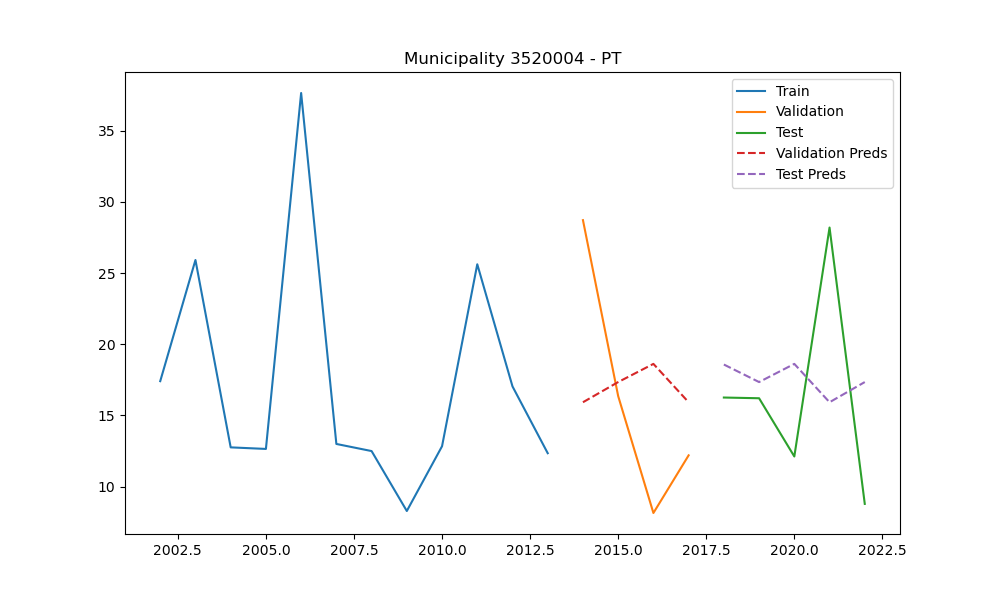 Municipality 3520004 - PT
Train
Validation
Test
Validation Preds
Test Preds
35
30
25
20
15
10
2002.5 2005.0 2007.5 2010.0 2012.5 2015.0 2017.5 2020.0 2022.5